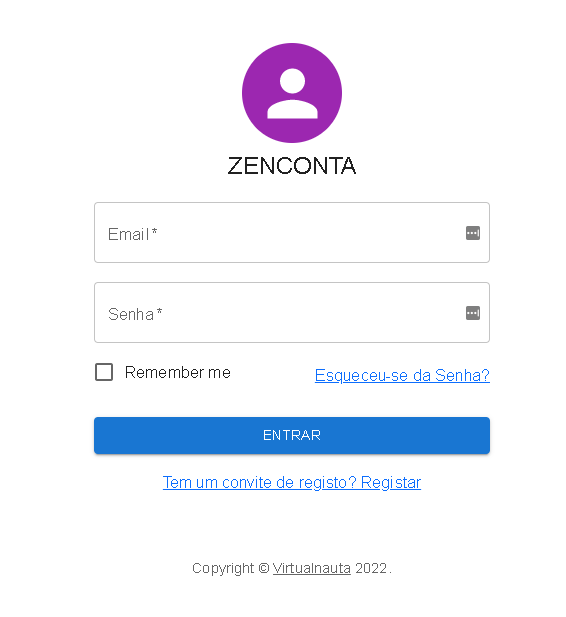 ZENCONTA
Email *
Senha *
Remember me
Esqueceu-se da Senha?
ENTRAR
Tem um convite de registo? Registar
Copyright © Virtualnauta 2022.